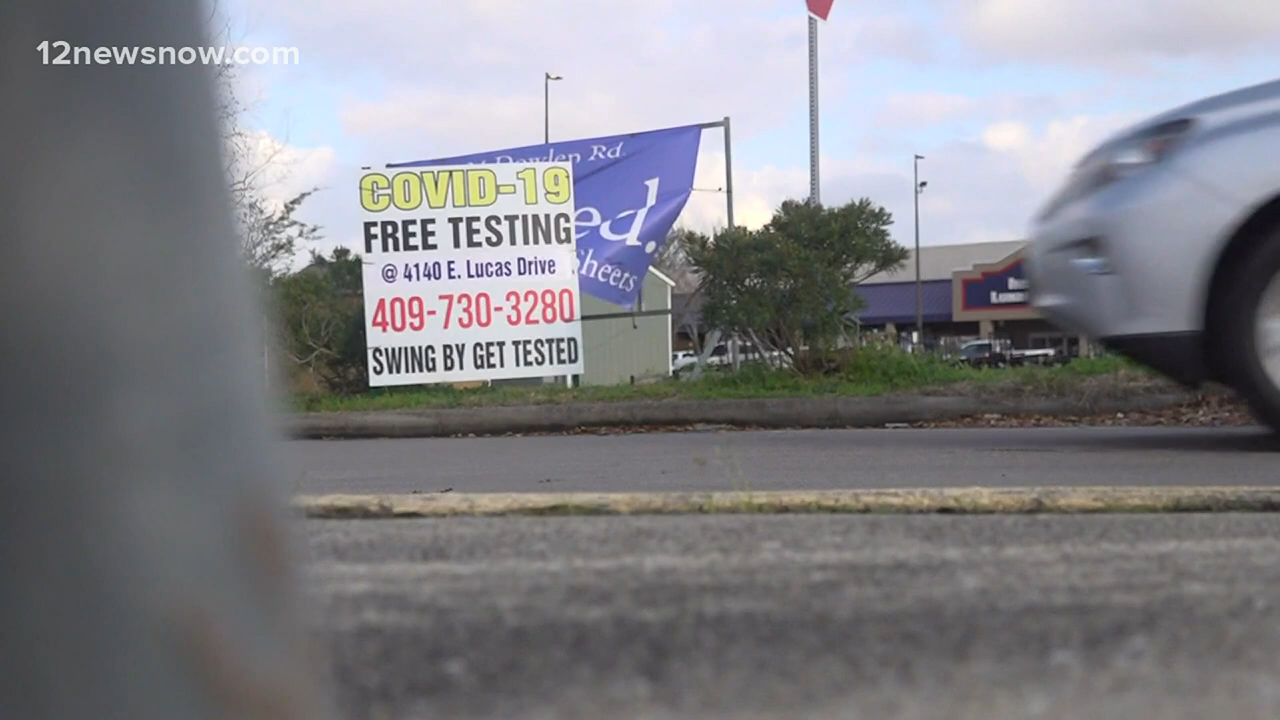 12newsnow.com
Dowlen Rd.
COVID-19
FREE TESTING
@ 4140 E. Lucas Drive
409-730-3280
SWING BY GET TESTED
ed.
Sheets